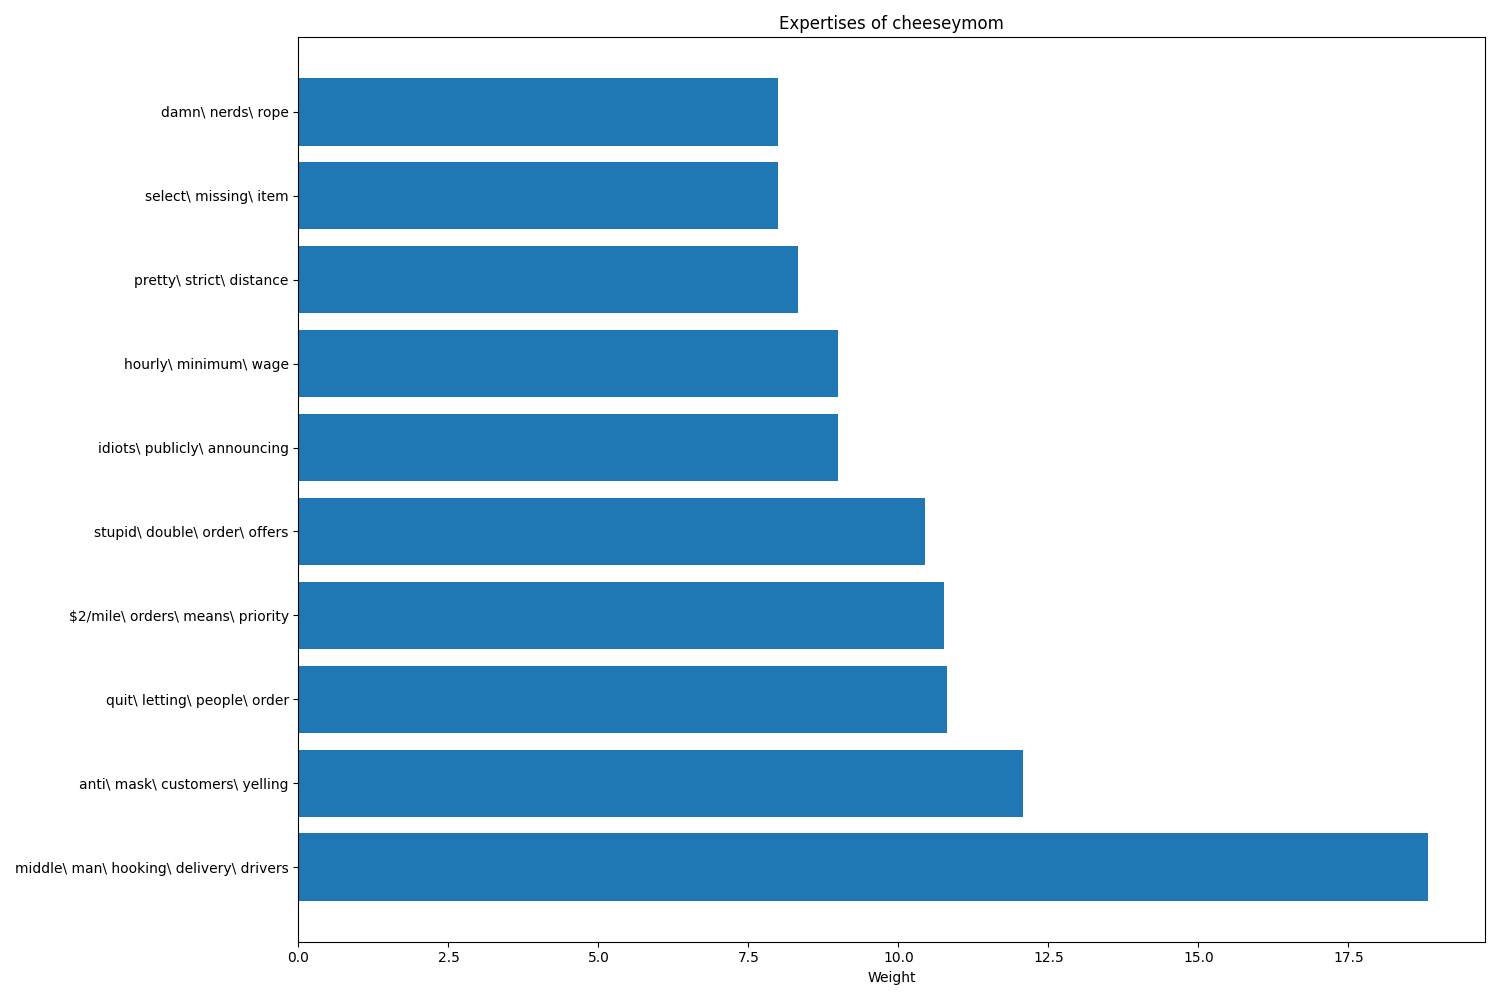 Expertises of cheeseymom
damn\ nerds\ rope
select\ missing\ item
pretty\ strict\ distance
hourly\ minimum\ wage
idiots\ publicly\ announcing
stupid\ double\ order\ offers
$2/mile\ orders\ means\ priority
quit\ letting\ people\ order
anti\ mask\ customers\ yelling
middle\ man\ hooking\ delivery\ drivers
0.0 2.5 5.0 7.5 10.0 12.5 15.0 17.5
Weight